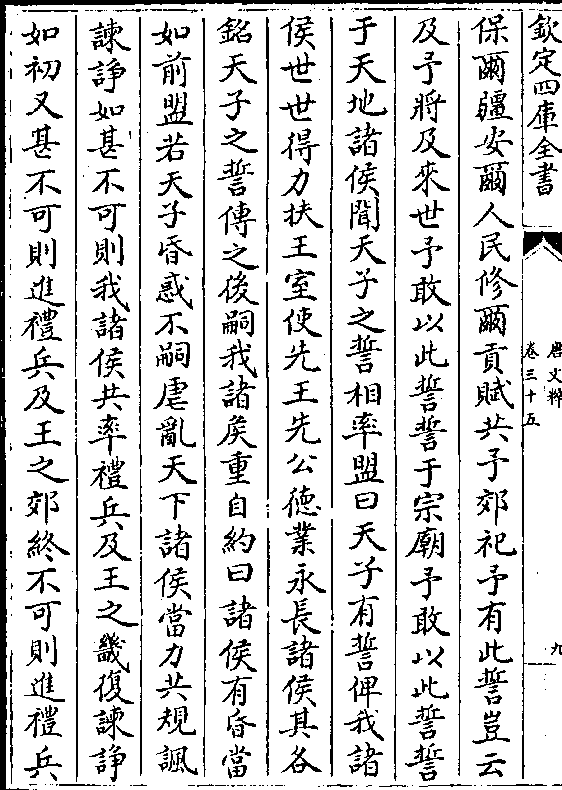 欽定四庫全書
唐文粹
卷三十五
九
保爾疆安爾人民修爾貢賦共予郊祀予有此誓豈云
及予將及來世予敢以此誓誓于宗廟予敢以此誓誓
于天地諸侯聞天子之誓相率盟曰天子有誓俾我諸
侯世世得力扶王室使先王先公徳業永長諸侯其各
銘天子之誓傳之後嗣我諸侯重自約曰諸侯有昏當
如前盟若天子昏惑不嗣虐亂天下諸侯當力共規諷
諫諍如甚不可則我諸侯共率禮兵及王之畿復諫諍
如初又甚不可則進禮兵及王之郊終不可則進禮兵